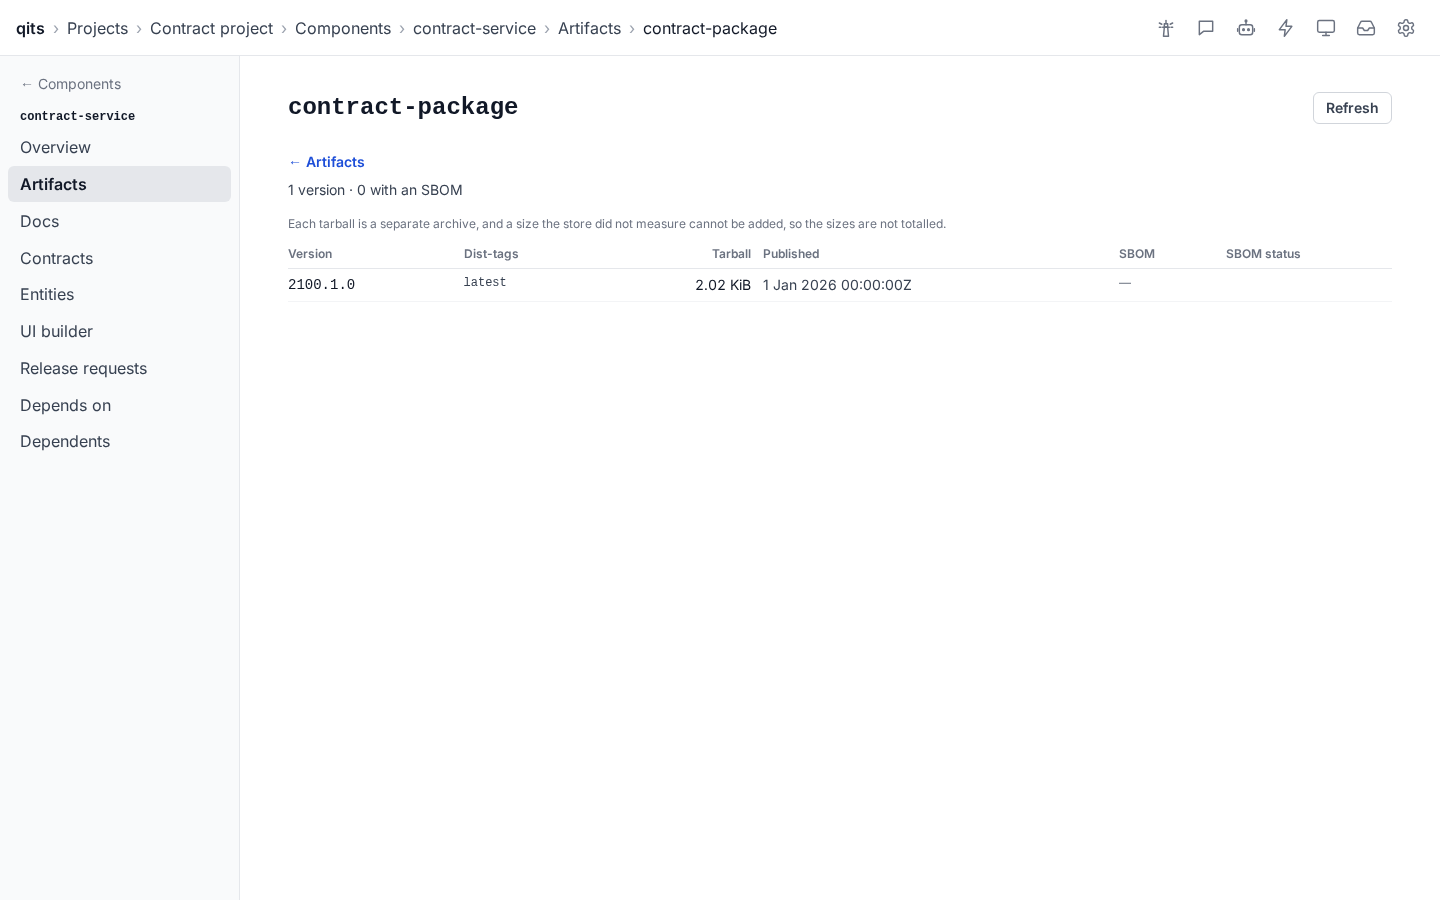 qits › Projects › Contract project › Components › contract-service › Artifacts › contract-package
← Components
contract-service
Overview
Artifacts
Docs
Contracts
Entities
UI builder
Release requests
Depends on
Dependents
contract-package
Refresh
← Artifacts
1 version · 0 with an SBOM
Each tarball is a separate archive, and a size the store did not measure cannot be added, so the sizes are not totalled.
Version Dist-tags Tarball Published SBOM SBOM status
2100.1.0 latest 2.02 KiB 1 Jan 2026 00:00:00Z —